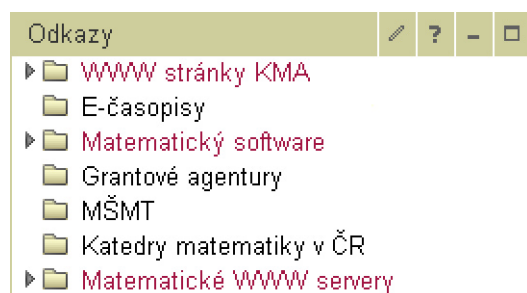 Odkazy ?
WWW stránky KMA
E-časopisy
Matematický software
Grantové agentury
MŠMT
Katedry matematiky v ČR
Matematické WWW servery